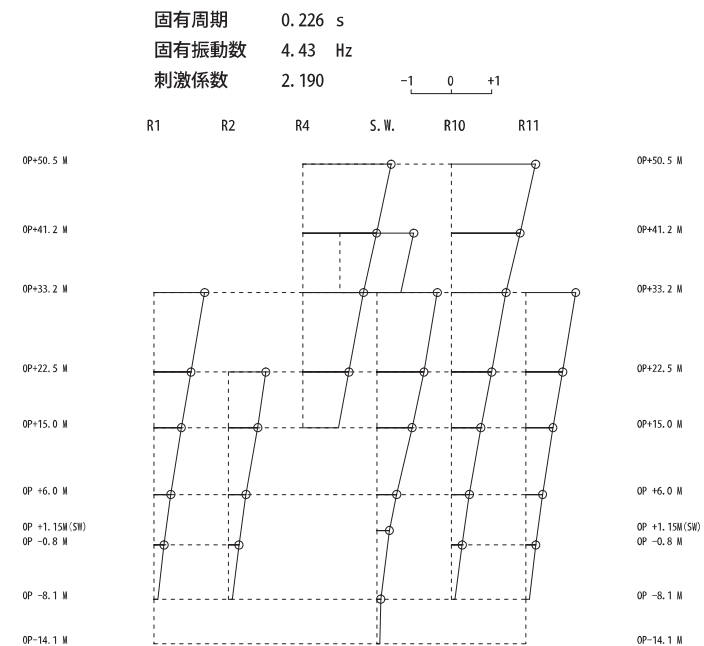 固有周期 0.226 s
固有振動数 4.43 Hz
刺激係数 2.190
-1 0 +1
R1 R2 R4 S.W. R10 R11
OP+50.5 M OP+50.5 M
OP+41.2 M OP+41.2 M
OP+33.2 M OP+33.2 M
OP+22.5 M OP+22.5 M
OP+15.0 M OP+15.0 M
OP +6.0 M OP +6.0 M
OP +1.15M(SW) OP +1.15M(SW)
OP -0.8 M OP -0.8 M
OP -8.1 M OP -8.1 M
OP-14.1 M OP-14.1 M